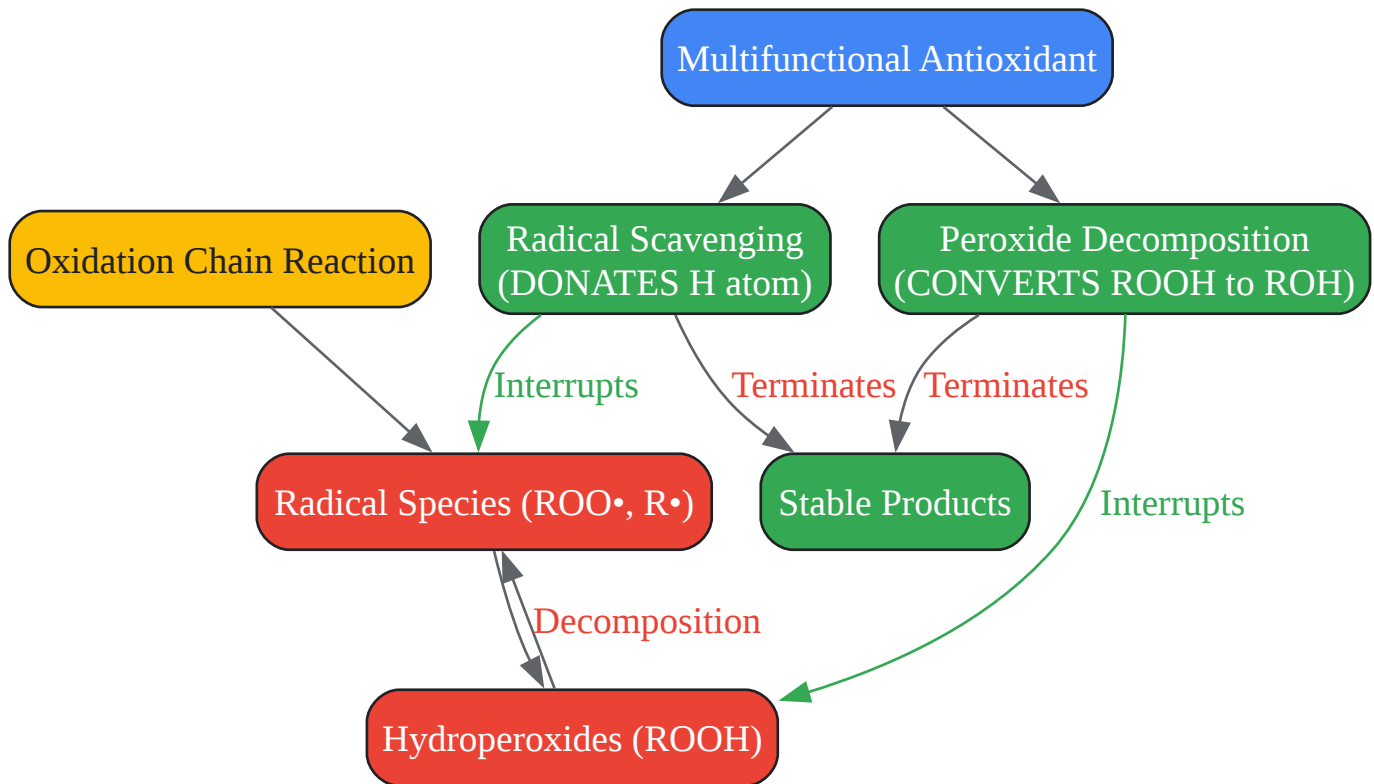 Multifunctional Antioxidant
Oxidation Chain Reaction
Radical Scavenging
(DONATES H atom)
Peroxide Decomposition
(CONVERTS ROOH to ROH)
Interrupts
Terminates
Terminates
Radical Species (ROO•, R•)
Stable Products
Interrupts
Decomposition
Hydroperoxides (ROOH)